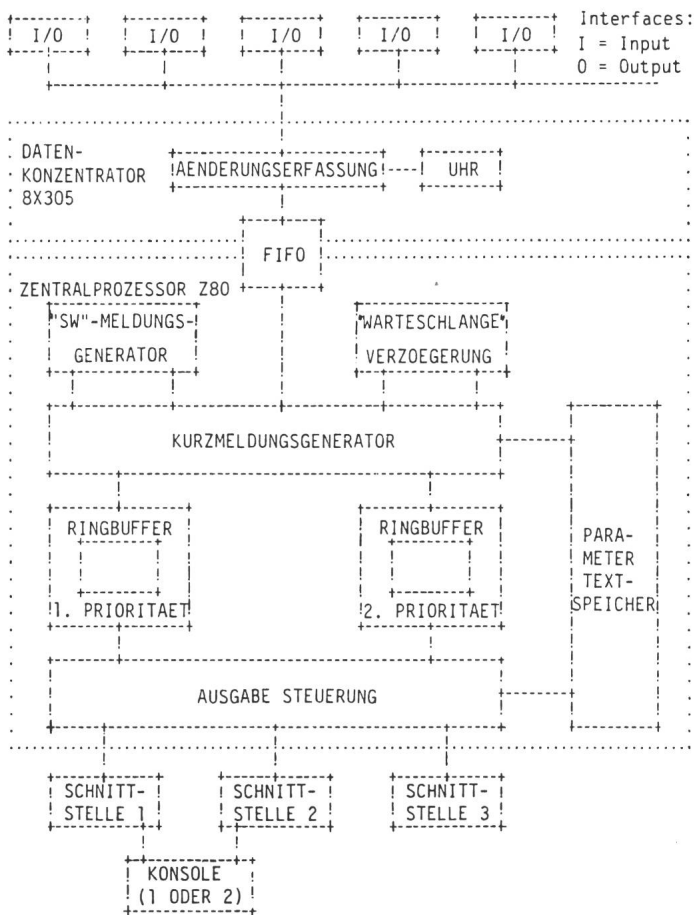 Interfaces:
I/O I/O I/O I/O I/O
I = Input
O = Output
DATEN-
KONZENTRATOR
8X305
AENDERUNGSERFASSUNG
UHR
FIFO
ZENTRALPROZESSOR Z80
"SW"-MELDUNGS-
GENERATOR
"WARTESCHLANGE"
VERZOEGERUNG
KURZMELDUNGSGENERATOR
RINGBUFFER
1. PRIORITAET
RINGBUFFER
2. PRIORITAET
PARA-
METER
TEXT-
SPEICHER
AUSGABE STEUERUNG
SCHNITT-
STELLE 1
SCHNITT-
STELLE 2
SCHNITT-
STELLE 3
KONSOLE
(1 ODER 2)